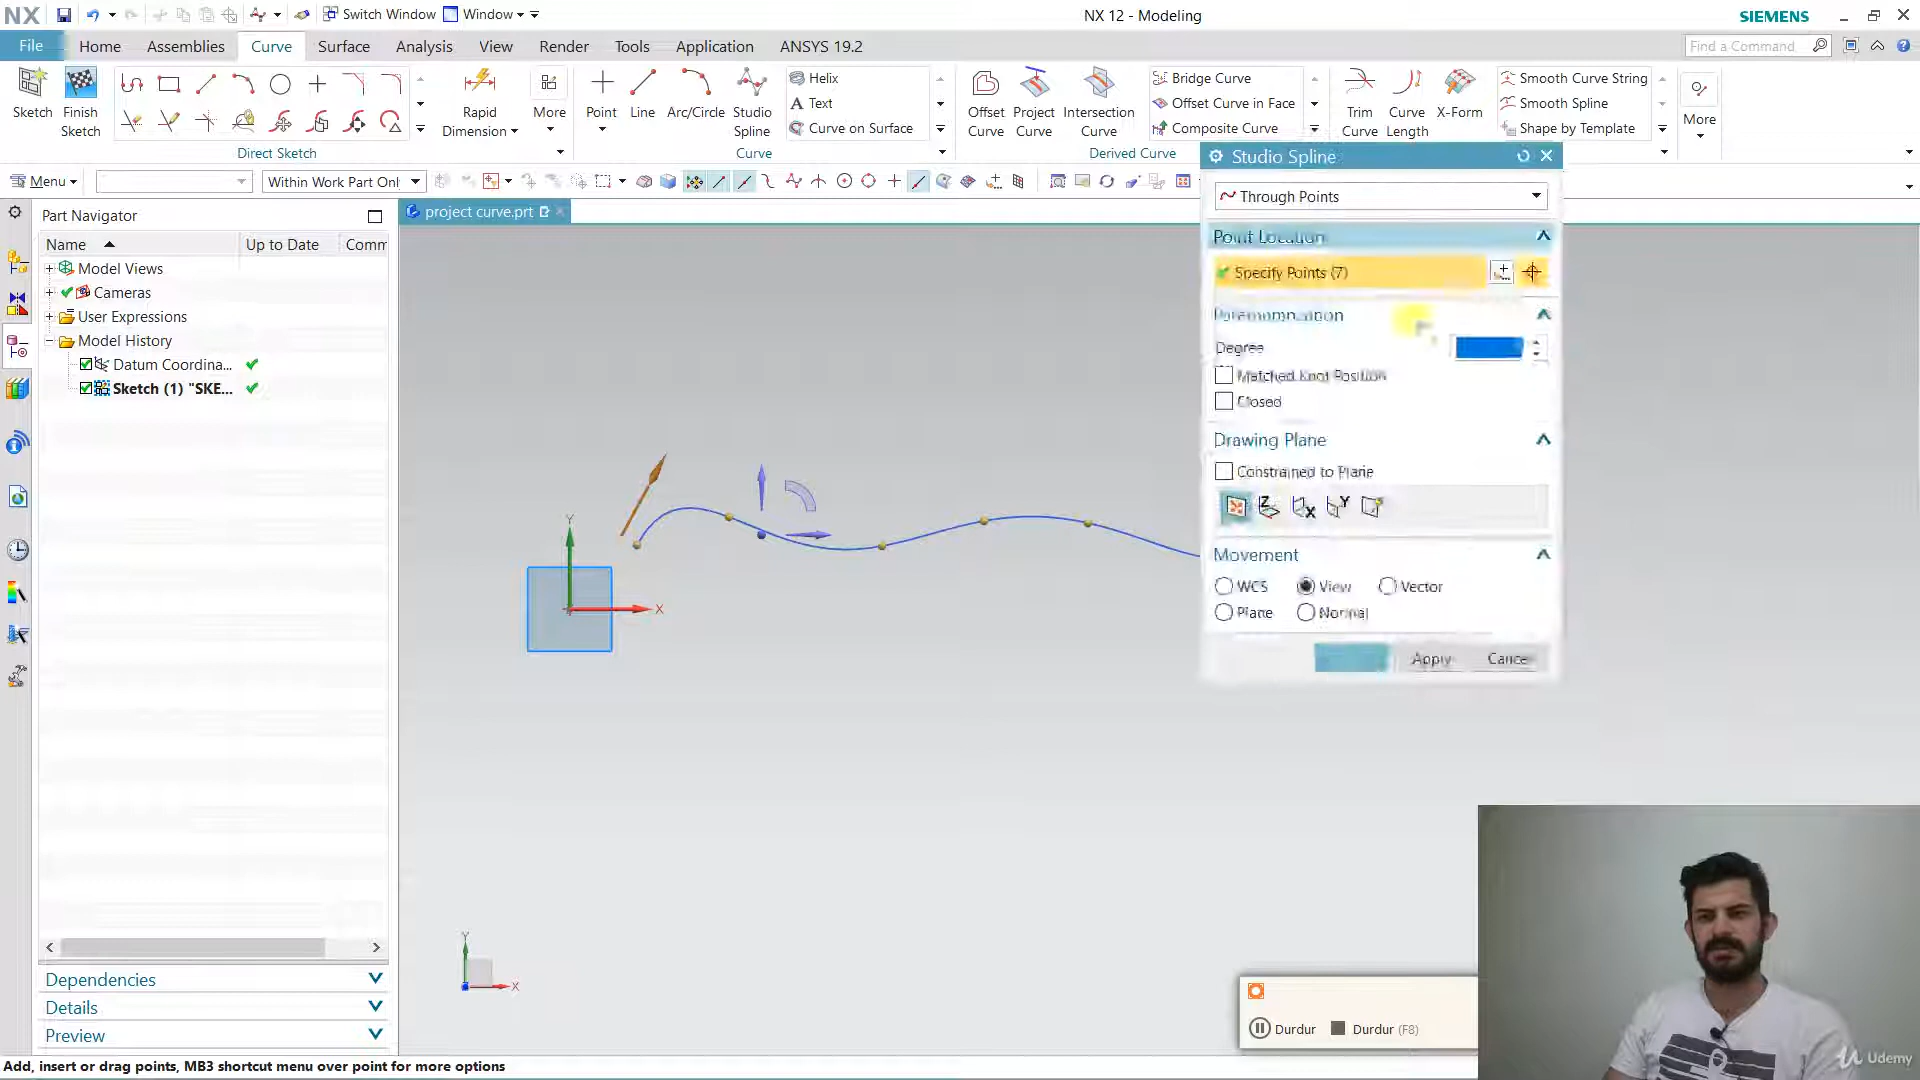 NX
Switch Window
Window
NX 12 - Modeling
SIEMENS
File
Home
Assemblies
Curve
Surface
Analysis
View
Render
Tools
Application
ANSYS 19.2
Find a Command
Sketch
Finish
Sketch
Rapid
Dimension
More
Point
Line
Arc/Circle
Studio
Spline
Helix
A Text
Curve on Surface
Offset
Curve
Project
Curve
Intersection
Curve
Bridge Curve
Offset Curve in Face
Composite Curve
Trim
Curve
Curve
Length
X-Form
Smooth Curve String
Smooth Spline
Shape by Template
More
Direct Sketch
Curve
Derived Curve
Menu
Within Work Part Onl
Studio Spline
Through Points
Point Location
Specify Points (7)
Degree
Matched Knot Position
Closed
Drawing Plane
Constrained to Plane
Z
X
Y
Movement
WCS
View
Vector
Plane
Normal
Apply
Cancel
Part Navigator
Name
Up to Date
Comm
Model Views
Cameras
User Expressions
Model History
Datum Coordina...
Sketch (1) "SKE...
project curve.prt
Y
X
Y
X
Dependencies
Details
Preview
Durdur
Durdur (F8)
Add, insert or drag points, MB3 shortcut menu over point for more options
Udemy